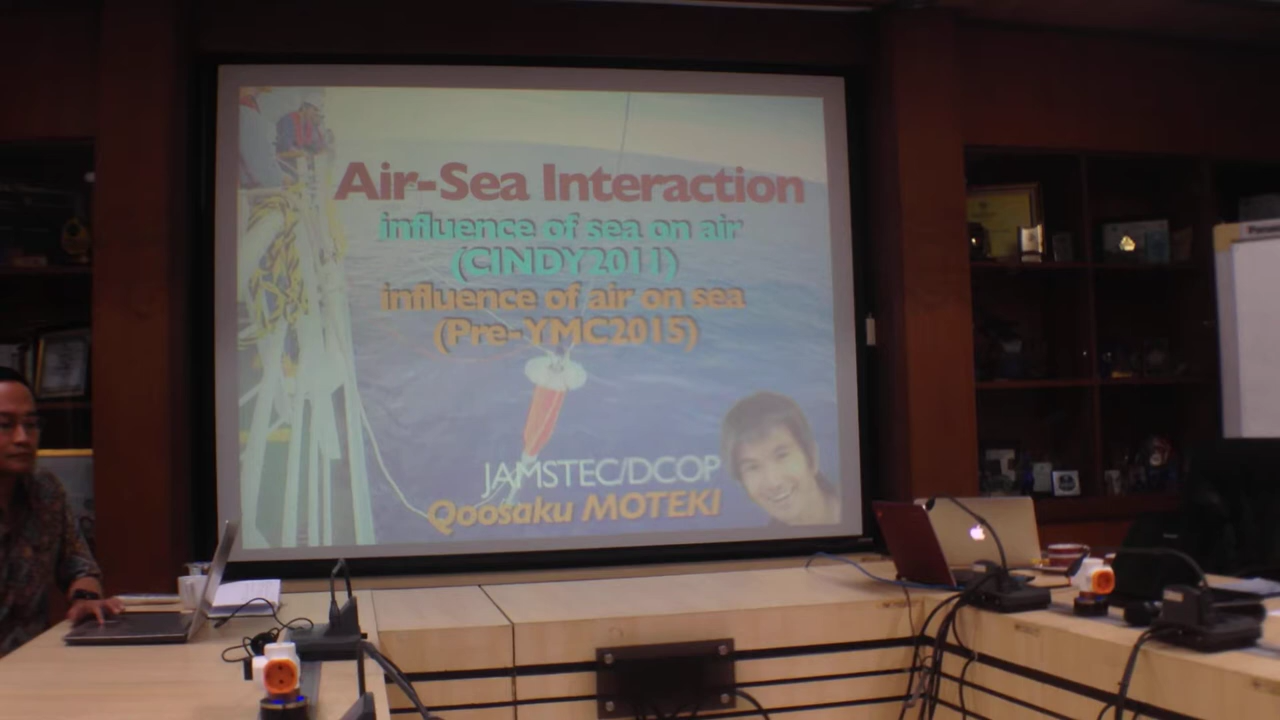 Air-Sea Interaction
influence of sea on air
(CINDY2011)
influence of air on sea
(Pre-YMC2015)
JAMSTEC/DCOP
Qoosaku MOTEKI